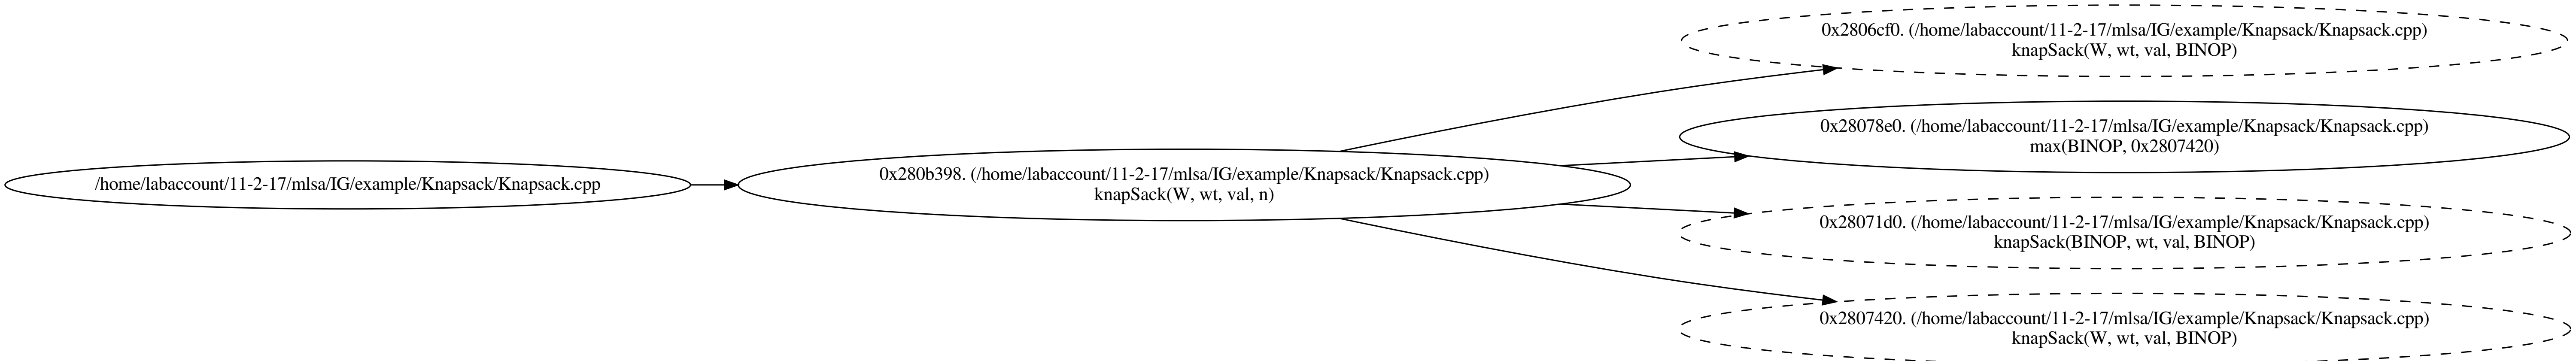 /home/labaccount/11-2-17/mlsa/IG/example/Knapsack/Knapsack.cpp
0x280b398. (/home/labaccount/11-2-17/mlsa/IG/example/Knapsack/Knapsack.cpp)
knapSack(W, wt, val, n)
0x2806cf0. (/home/labaccount/11-2-17/mlsa/IG/example/Knapsack/Knapsack.cpp)
knapSack(W, wt, val, BINOP)
0x28078e0. (/home/labaccount/11-2-17/mlsa/IG/example/Knapsack/Knapsack.cpp)
max(BINOP, 0x2807420)
0x28071d0. (/home/labaccount/11-2-17/mlsa/IG/example/Knapsack/Knapsack.cpp)
knapSack(BINOP, wt, val, BINOP)
0x2807420. (/home/labaccount/11-2-17/mlsa/IG/example/Knapsack/Knapsack.cpp)
knapSack(W, wt, val, BINOP)